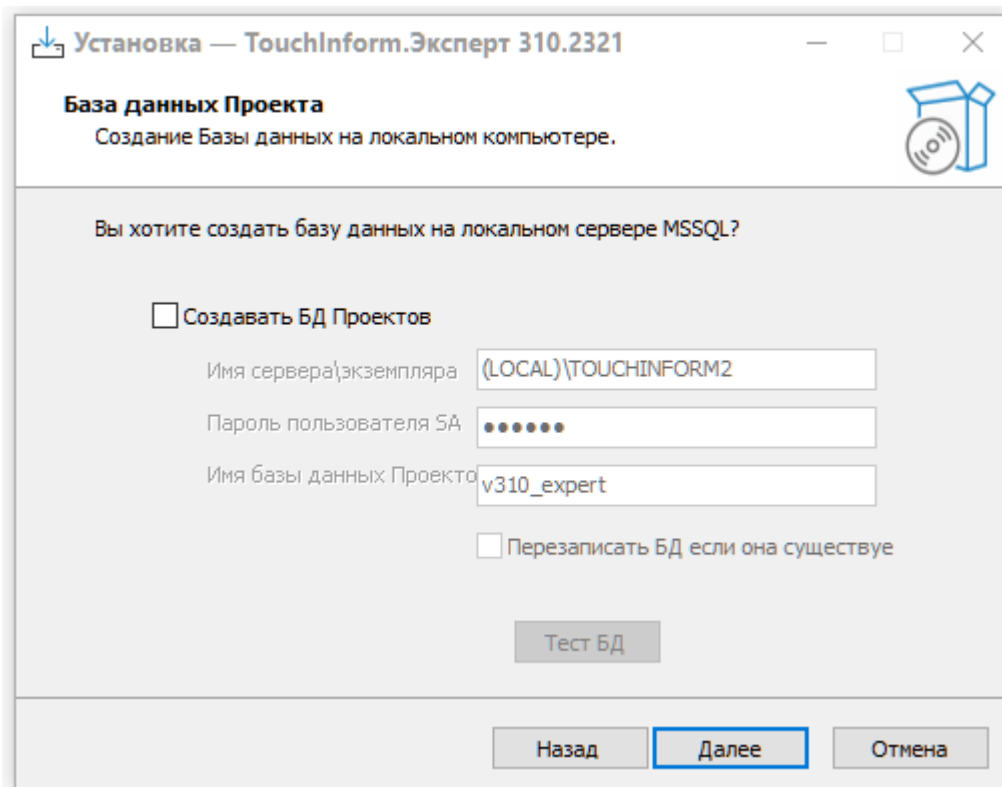 Установка — TouchInform.Эксперт 310.2321
База данных Проекта
Создание Базы данных на локальном компьютере.
Вы хотите создать базу данных на локальном сервере MSSQL?
Создавать БД Проектов
Имя сервера\экземпляра (LOCAL)\TOUCHINFORM2
Пароль пользователя SA ●●●●●●
Имя базы данных Проекто v310_expert
Перезаписать БД если она существуе
Тест БД
Назад Далее Отмена